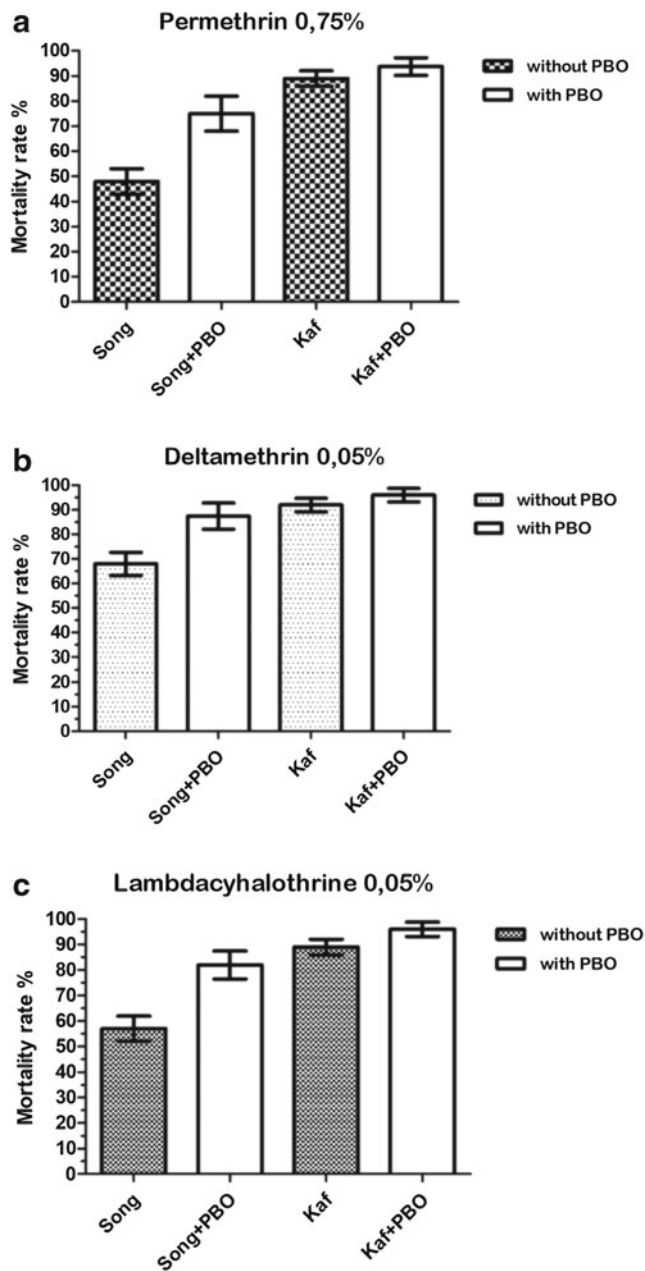 a
Permethrin 0,75%
Mortality rate %
100
90
80
70
60
50
40
30
20
10
0
Song
Song+PBO
Kaf
Kaf+PBO
without PBO
with PBO
b
Deltamethrin 0,05%
Mortality rate %
100
90
80
70
60
50
40
30
20
10
0
Song
Song+PBO
Kaf
Kaf+PBO
without PBO
with PBO
c
Lambdacyhalothrine 0,05%
Mortality rate %
100
90
80
70
60
50
40
30
20
10
0
Song
Song+PBO
Kaf
Kaf+PBO
without PBO
with PBO